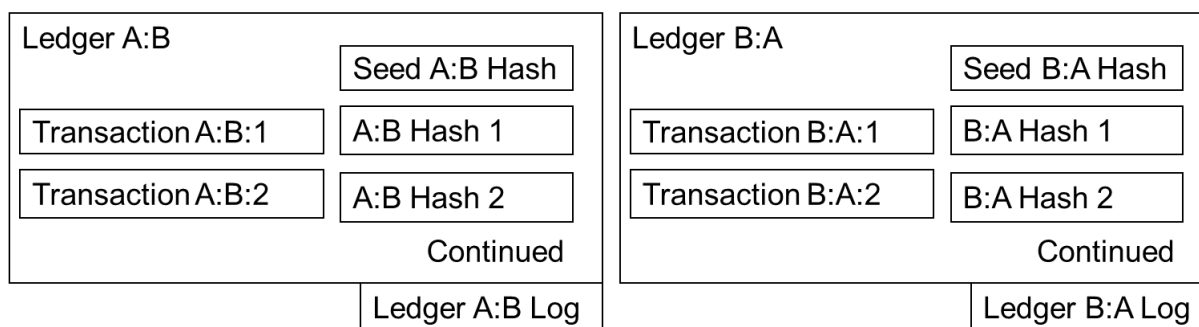 Ledger A:B
Seed A:B Hash
Transaction A:B:1
A:B Hash 1
Transaction A:B:2
A:B Hash 2
Continued
Ledger A:B Log
Ledger B:A
Seed B:A Hash
Transaction B:A:1
B:A Hash 1
Transaction B:A:2
B:A Hash 2
Continued
Ledger B:A Log